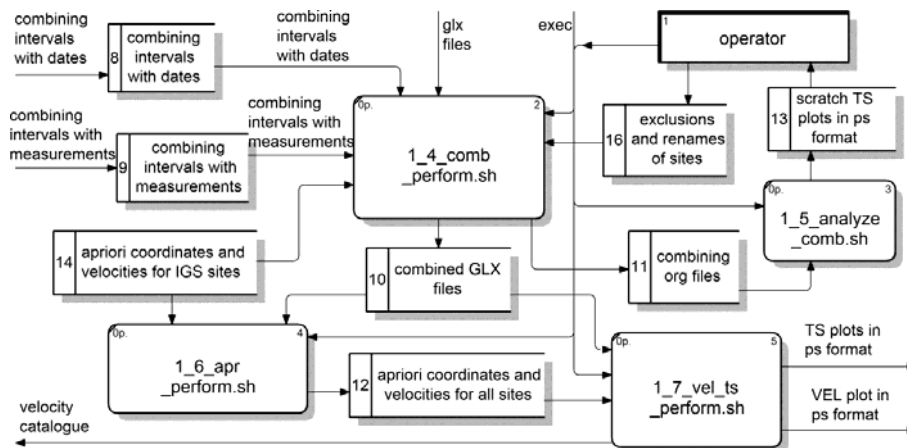 combining
intervals
with dates
8
combining
intervals
with dates
combining
intervals
with dates
glx
files
exec
1
operator
combining
intervals with
measurements
9
combining
intervals with
measurements
combining
intervals with
measurements
0p.
2
1_4_comb
_perform.sh
16
exclusions
and renames
of sites
13
scratch TS
plots in ps
format
0p.
3
1_5_analyze
_comb.sh
14
apriori coordinates and
velocities for IGS sites
10
combined GLX
files
11
combining
org files
0p.
4
1_6_apr
_perform.sh
12
apriori coordinates and
velocities for all sites
0p.
5
1_7_vel_ts
_perform.sh
TS plots in
ps format
VEL plot in
ps format
velocity
catalogue